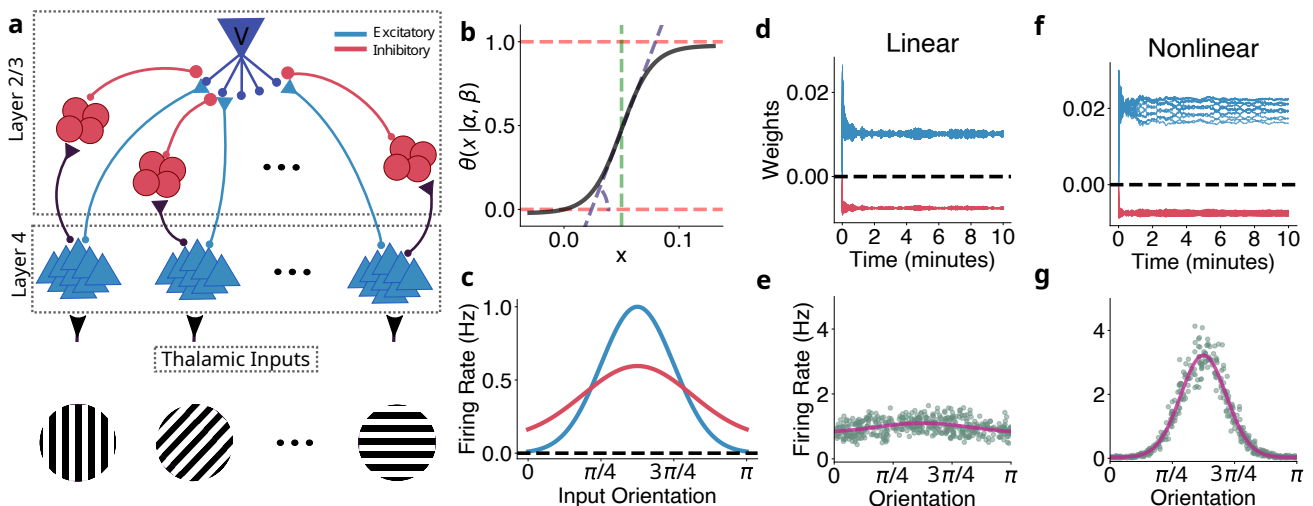 a
Layer 2/3
V
Excitatory
Inhibitory
Layer 4
Thalamic Inputs
b
θ(x |α, β)
1.0
0.5
0.0
0.0
0.1
x
c
Firing Rate (Hz)
1.0
0.5
0.0
0
π/4
3π/4
π
Input Orientation
d
Linear
Weights
0.02
0.00
0
2
4
6
8
10
Time (minutes)
e
Firing Rate (Hz)
4
2
0
0
π/4
3π/4
π
Orientation
f
Nonlinear
0.02
0.00
0
2
4
6
8
10
Time (minutes)
g
4
2
0
π/4
3π/4
π
Orientation